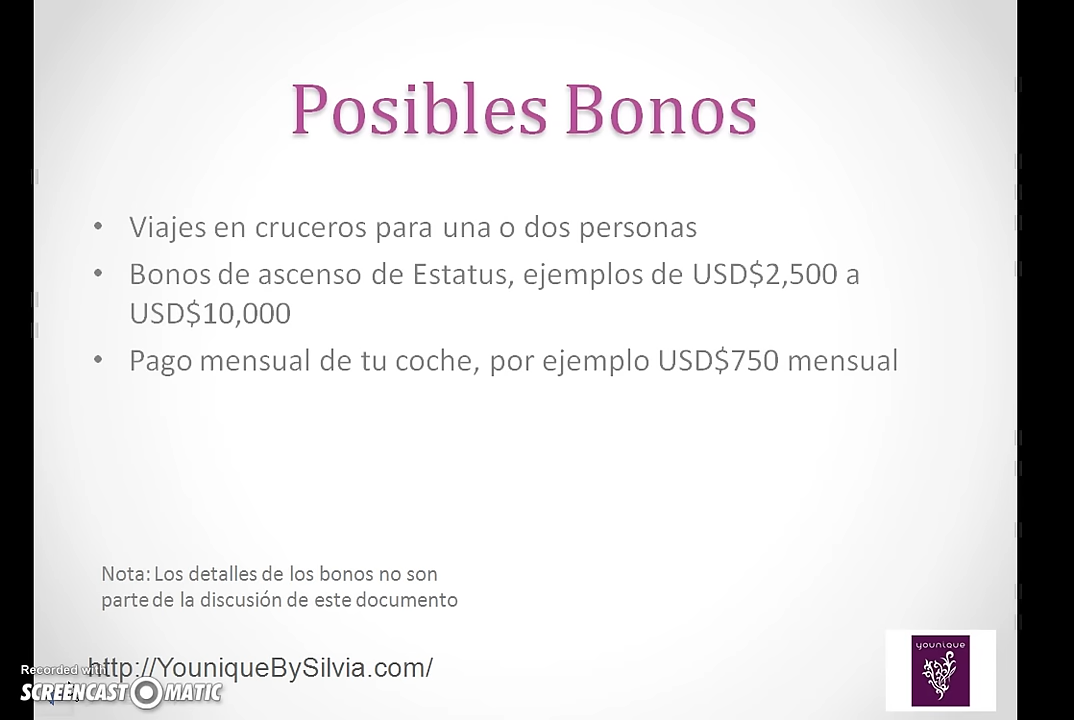 Posibles Bonos
• Viajes en cruceros para una o dos personas
• Bonos de ascenso de Estatus, ejemplos de USD$2,500 a
USD$10,000
• Pago mensual de tu coche, por ejemplo USD$750 mensual
Nota: Los detalles de los bonos no son
parte de la discusión de este documento
http://YouniqueBySilvia.com/
Recorded with
SCREENCAST MATIC
younique